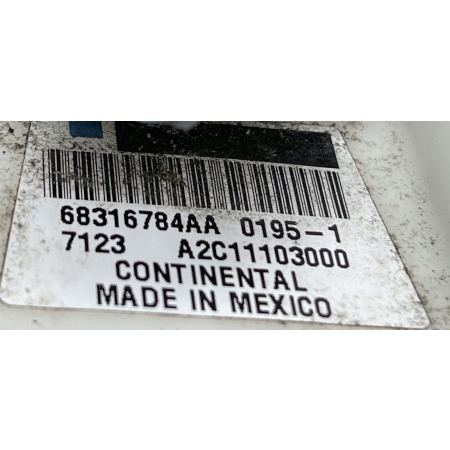 68316784AA 0195-1
7123 A2C11103000
CONTINENTAL
MADE IN MEXICO